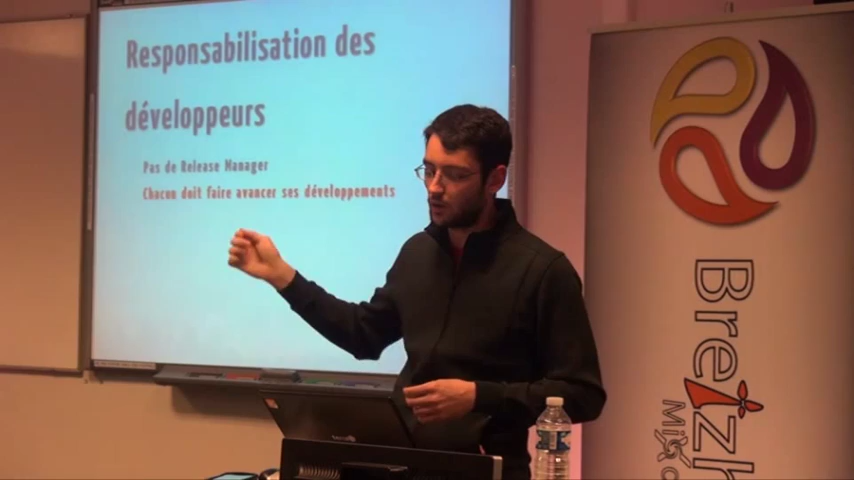 Responsabilisation des
développeurs
Pas de Release Manager
Chacun doit faire avancer ses développements
Breizh